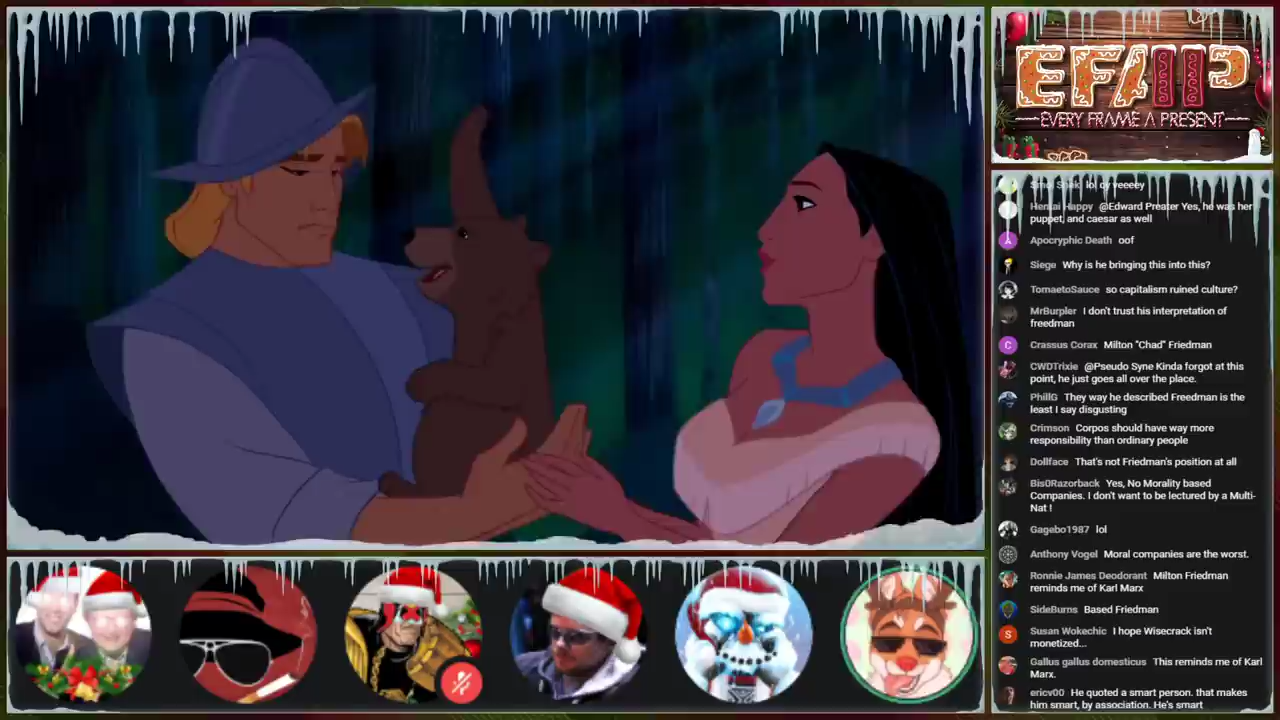 EFAP
EVERY FRAME A PRESENT
Smol Shek lol oy veeeey
Hentai Happy @Edward Preater Yes, he was her
puppet, and caesar as well
Apocryphic Death oof
Siege Why is he bringing this into this?
TomaetoSauce so capitalism ruined culture?
MrBurpler I don't trust his interpretation of
freedman
Crassus Corax Milton "Chad" Friedman
CWDTrixie @Pseudo Syne Kinda forgot at this
point, he just goes all over the place.
PhillG They way he described Freedman is the
least I say disgusting
Crimson Corpos should have way more
responsibility than ordinary people
Dollface That's not Friedman's position at all
Bis0Razorback Yes, No Morality based
Companies. I don't want to be lectured by a Multi-
Nat !
Gagebo1987 lol
Anthony Vogel Moral companies are the worst.
Ronnie James Deodorant Milton Friedman
reminds me of Karl Marx
SideBurns Based Friedman
Susan Wokechic I hope Wisecrack isn't
monetized...
Gallus gallus domesticus This reminds me of Karl
Marx.
ericv00 He quoted a smart person. that makes
him smart, by association. He's smart